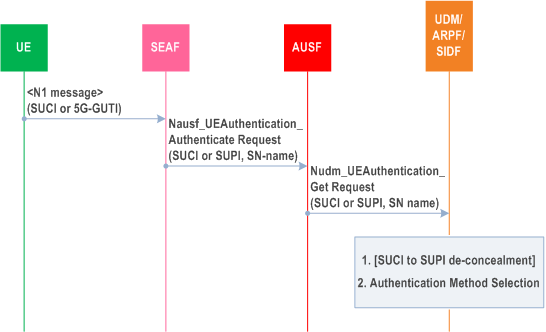 UE
SEAF
AUSF
UDM/
ARPF/
SIDF
<N1 message>
(SUCI or 5G-GUTI)
Nausf_UEAuthentication_
Authenticate Request
(SUCI or SUPI, SN-name)
Nudm_UEAuthentication_
Get Request
(SUCI or SUPI, SN name)
1. [SUCI to SUPI de-concealment]
2. Authentication Method Selection